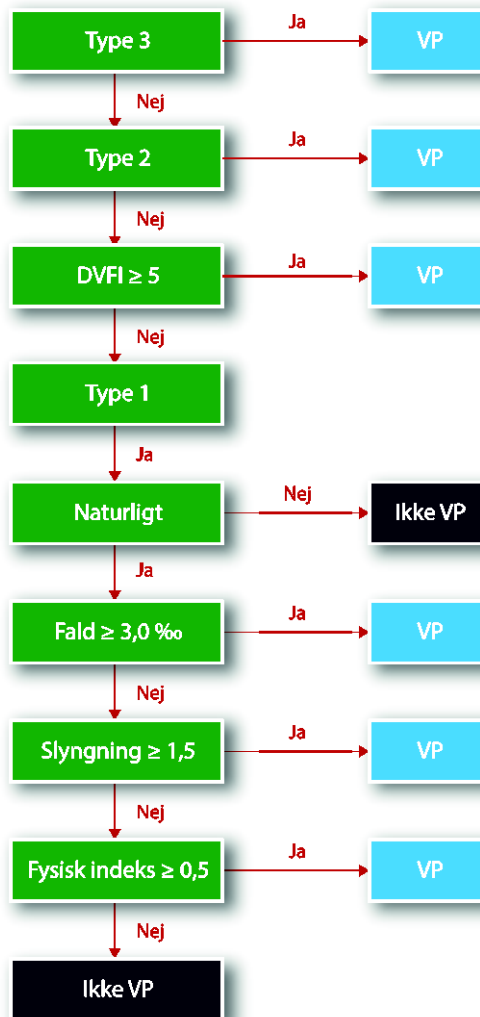 Type 3
Ja
VP
Nej
Type 2
Ja
VP
Nej
DVFI ≥ 5
Ja
VP
Nej
Type 1
Ja
Naturligt
Nej
Ikke VP
Ja
Fald ≥ 3,0 ‰
Ja
VP
Nej
Slyngning ≥ 1,5
Ja
VP
Nej
Fysisk indeks ≥ 0,5
Ja
VP
Nej
Ikke VP